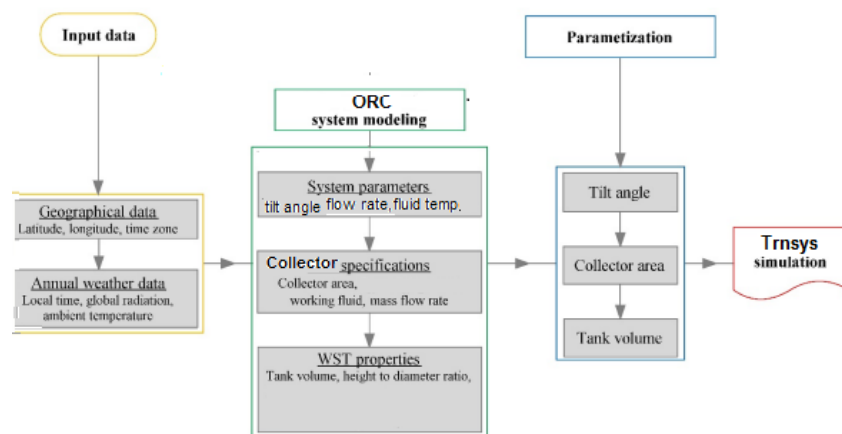 Input data
Parametization
ORC
system modeling
System parameters
tilt angle flow rate,fluid temp.
Tilt angle
Geographical data
Latitude, longitude, time zone
Collector specifications
Collector area,
working fluid, mass flow rate
Collector area
Trnsys
simulation
Annual weather data
Local time, global radiation,
ambient temperature
WST properties
Tank volume, height to diameter ratio,
Tank volume